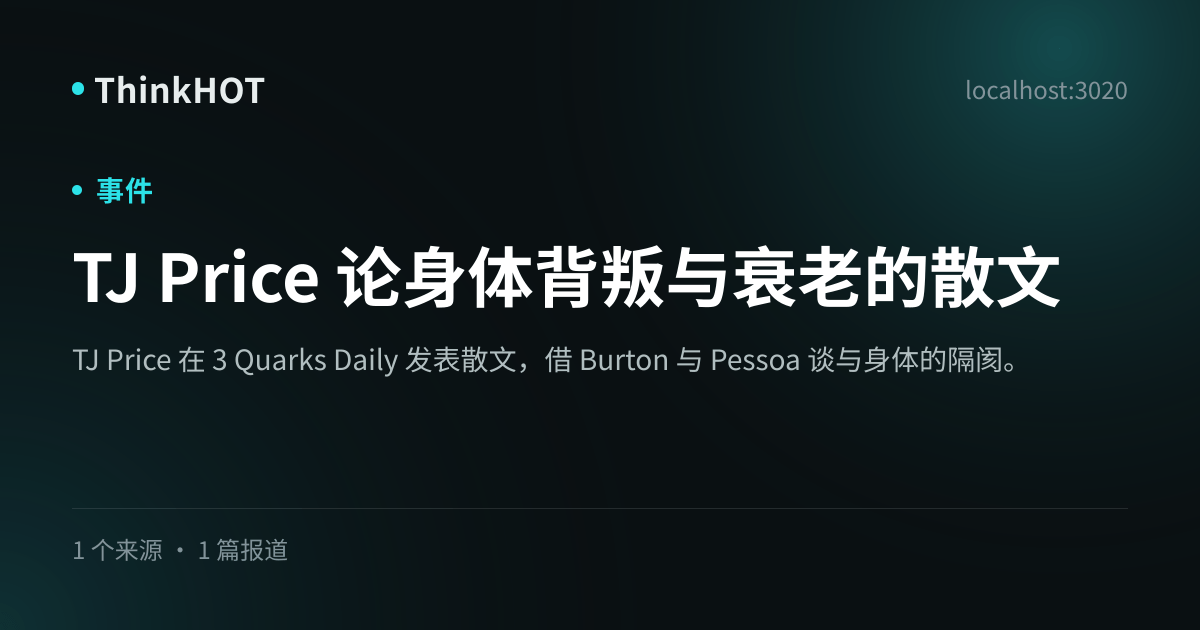 ThinkHOT
localhost:3020
事件
TJ Price 论身体背叛与衰老的散文
TJ Price 在 3 Quarks Daily 发表散文，借 Burton 与 Pessoa 谈与身体的隔阂。
1 个来源 · 1 篇报道